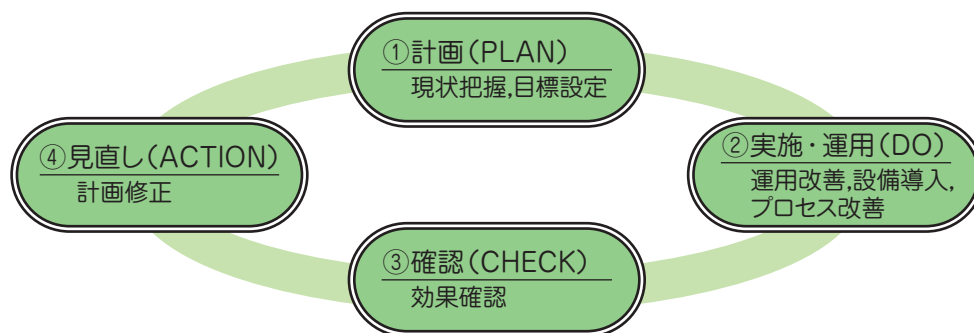 ①計画(PLAN)
現状把握,目標設定
②実施・運用(DO)
運用改善,設備導入,
プロセス改善
③確認(CHECK)
効果確認
④見直し(ACTION)
計画修正